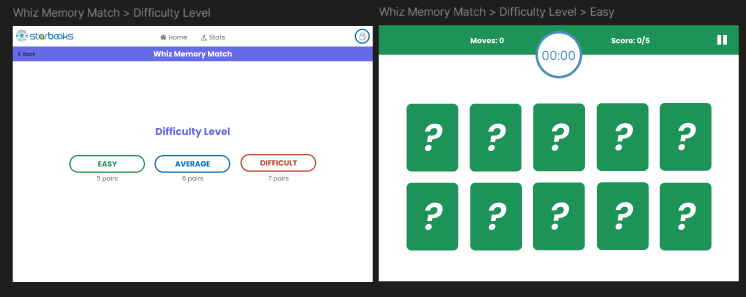 Whiz Memory Match > Difficulty Level
starbooks
Home
Stats
< Back
Whiz Memory Match
Difficulty Level
EASY
AVERAGE
DIFFICULT
5 pairs
6 pairs
7 pairs
Whiz Memory Match > Difficulty Level > Easy
Moves: 0
00:00
Score: 0/5
? ? ? ? ?
? ? ? ? ?